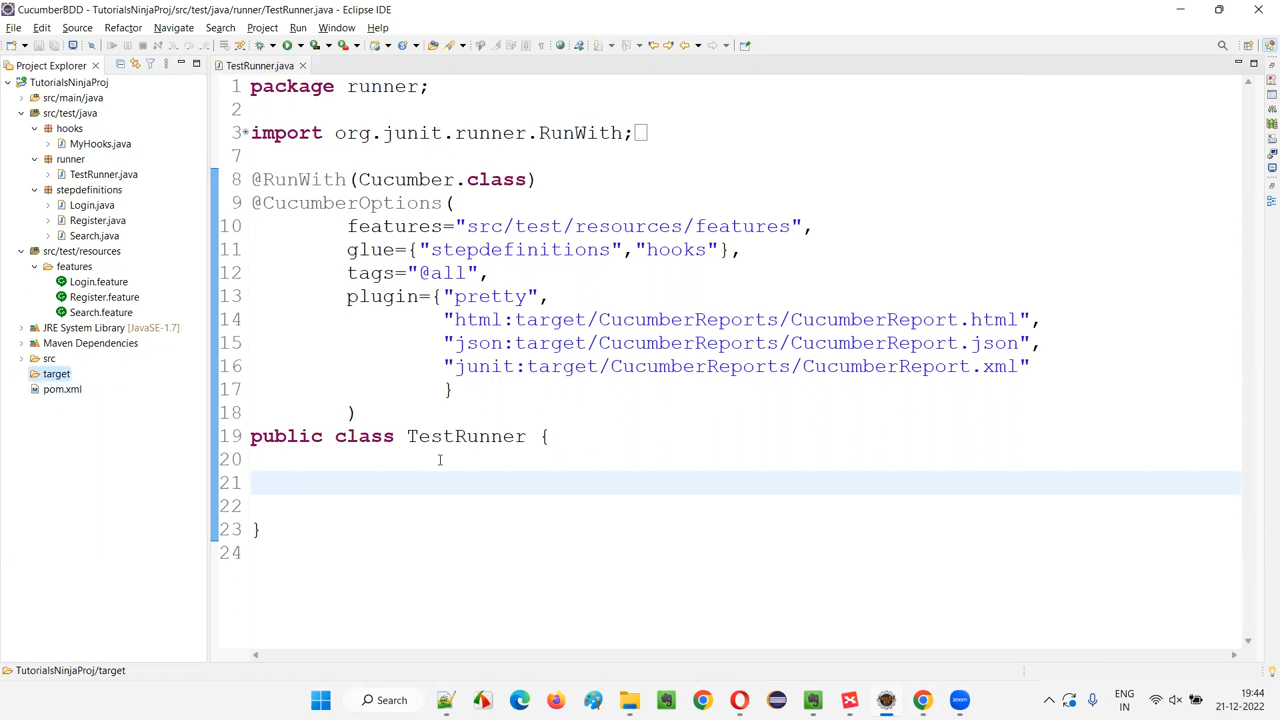 CucumberBDD - TutorialsNinjaProj/src/test/java/runner/TestRunner.java - Eclipse IDE
File Edit Source Refactor Navigate Search Project Run Window Help
Project Explorer
TestRunner.java
TutorialsNinjaProj
src/main/java
src/test/java
hooks
MyHooks.java
runner
TestRunner.java
stepdefinitions
Login.java
Register.java
Search.java
src/test/resources
features
Login.feature
Register.feature
Search.feature
JRE System Library [JavaSE-1.7]
Maven Dependencies
src
target
pom.xml
1 package runner;
2
3 import org.junit.runner.RunWith;
7
8 @RunWith(Cucumber.class)
9 @CucumberOptions(
10 features="src/test/resources/features",
11 glue={"stepdefinitions","hooks"},
12 tags="@all",
13 plugin={"pretty",
14 "html:target/CucumberReports/CucumberReport.html",
15 "json:target/CucumberReports/CucumberReport.json",
16 "junit:target/CucumberReports/CucumberReport.xml"
17 }
18 )
19 public class TestRunner {
20
21
22
23 }
24
TutorialsNinjaProj/target
Search
ENG
IN
19:44
21-12-2022